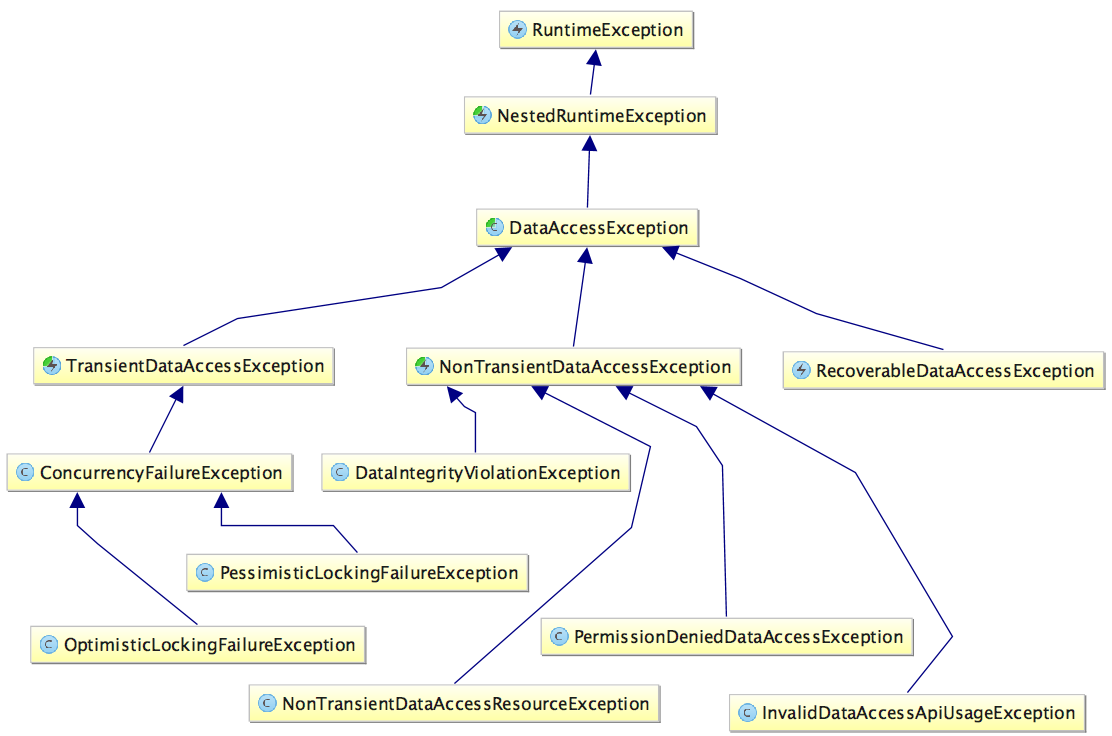 RuntimeException
NestedRuntimeException
DataAccessException
TransientDataAccessException
NonTransientDataAccessException
RecoverableDataAccessException
ConcurrencyFailureException
DataIntegrityViolationException
PessimisticLockingFailureException
OptimisticLockingFailureException
PermissionDeniedDataAccessException
NonTransientDataAccessResourceException
InvalidDataAccessApiUsageException